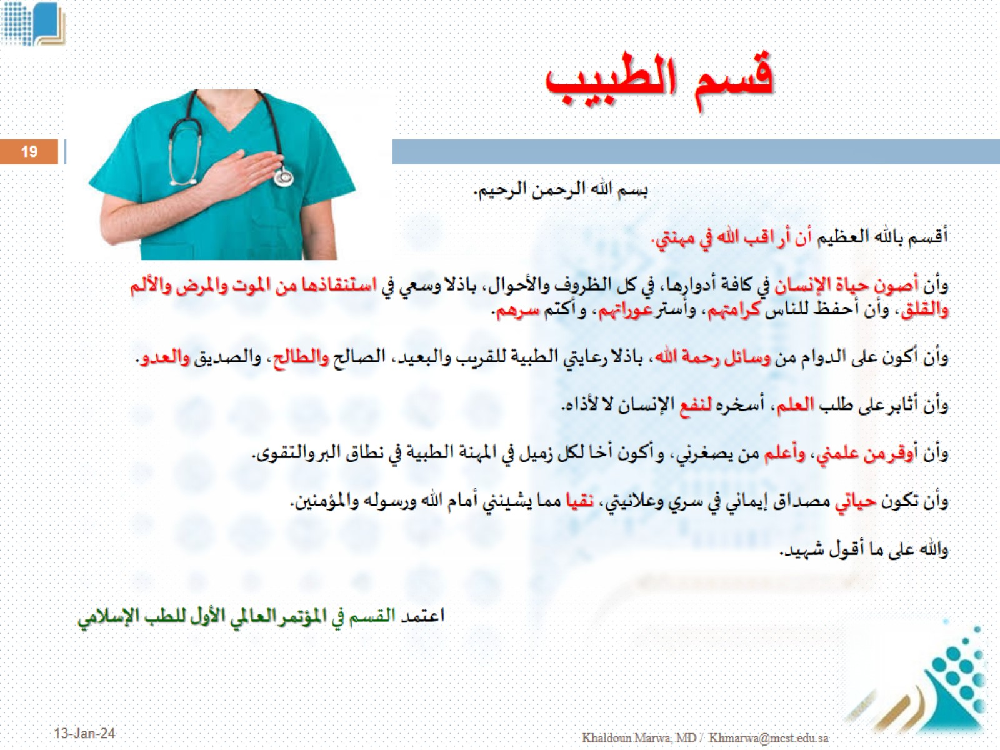 قسم الطبيب
19
بسم الله الرحمن الرحيم.
أقسم بالله العظيم أن أراقب الله في مهنتي.
وأن أصون حياة الإنسان في كافة أدوارها، في كل الظروف والأحوال، باذلا وسعي في استنقاذها من الموت والمرض والألم
والقلق، وأن أحفظ للناس كرامتهم، وأستر عوراتهم، وأكتم سرهم.
وأن أكون على الدوام من وسائل رحمة الله، باذلا رعايتي الطبية للقريب والبعيد، الصالح والطالح، والصديق والعدو.
وأن أثابر على طلب العلم، أسخره لنفع الإنسان لا لأذاه.
وأن أوقر من علمني، وأعلم من يصغرني، وأكون أخا لكل زميل في المهنة الطبية في نطاق البر والتقوى.
وأن تكون حياتي مصداق إيماني في سري وعلانيتي، نقيا مما يشينني أمام الله ورسوله والمؤمنين.
والله على ما أقول شهيد.
اعتمد القسم في المؤتمر العالمي الأول للطب الإسلامي
13-Jan-24
Khaldoun Marwa, MD / Khmarwa@mcst.edu.sa